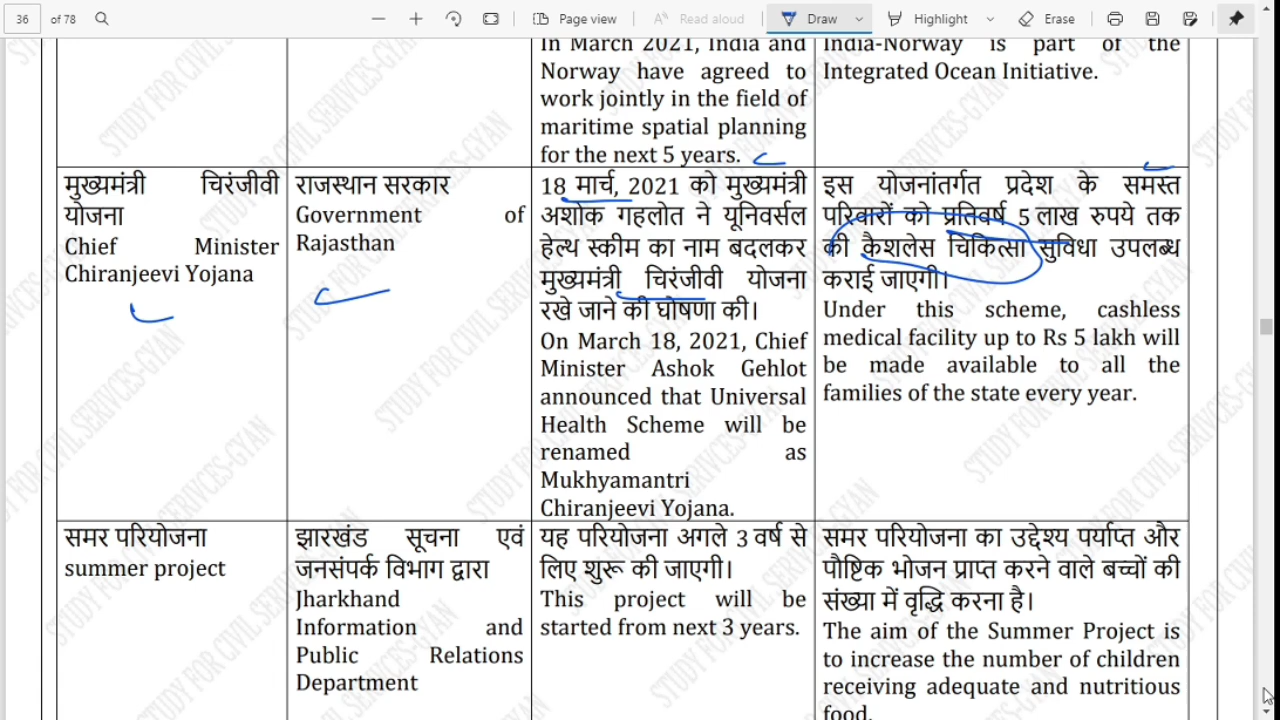 36 of 78
Page view
Read aloud
Draw
Highlight
Erase
In March 2021, India and
Norway have agreed to
work jointly in the field of
maritime spatial planning
for the next 5 years.
India-Norway is part of the
Integrated Ocean Initiative.
मुख्यमंत्री चिरंजीवी
योजना
Chief Minister
Chiranjeevi Yojana
राजस्थान सरकार
Government of
Rajasthan
18 मार्च, 2021 को मुख्यमंत्री
अशोक गहलोत ने यूनिवर्सल
हेल्थ स्कीम का नाम बदलकर
मुख्यमंत्री चिरंजीवी योजना
रखे जाने की घोषणा की।
On March 18, 2021, Chief
Minister Ashok Gehlot
announced that Universal
Health Scheme will be
renamed as
Mukhyamantri
Chiranjeevi Yojana.
इस योजनांतर्गत प्रदेश के समस्त
परिवारों को प्रतिवर्ष 5 लाख रुपये तक
की कैशलेस चिकित्सा सुविधा उपलब्ध
कराई जाएगी।
Under this scheme, cashless
medical facility up to Rs 5 lakh will
be made available to all the
families of the state every year.
समर परियोजना
summer project
झारखंड सूचना एवं
जनसंपर्क विभाग द्वारा
Jharkhand
Information and
Public Relations
Department
यह परियोजना अगले 3 वर्ष से
लिए शुरू की जाएगी।
This project will be
started from next 3 years.
समर परियोजना का उद्देश्य पर्याप्त और
पौष्टिक भोजन प्राप्त करने वाले बच्चों की
संख्या में वृद्धि करना है।
The aim of the Summer Project is
to increase the number of children
receiving adequate and nutritious
food.
STUDY FOR CIVIL SERIVCES-GYAN